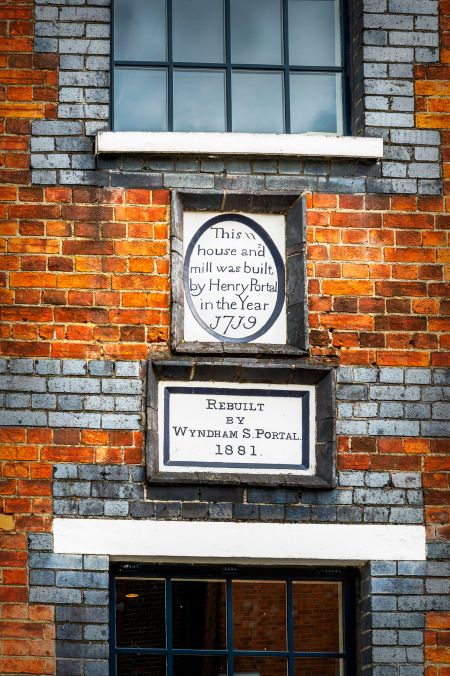 This
house and
mill was built
by Henry Portal
in the Year
1719
REBUILT
BY
WYNDHAM S. PORTAL.
1881.